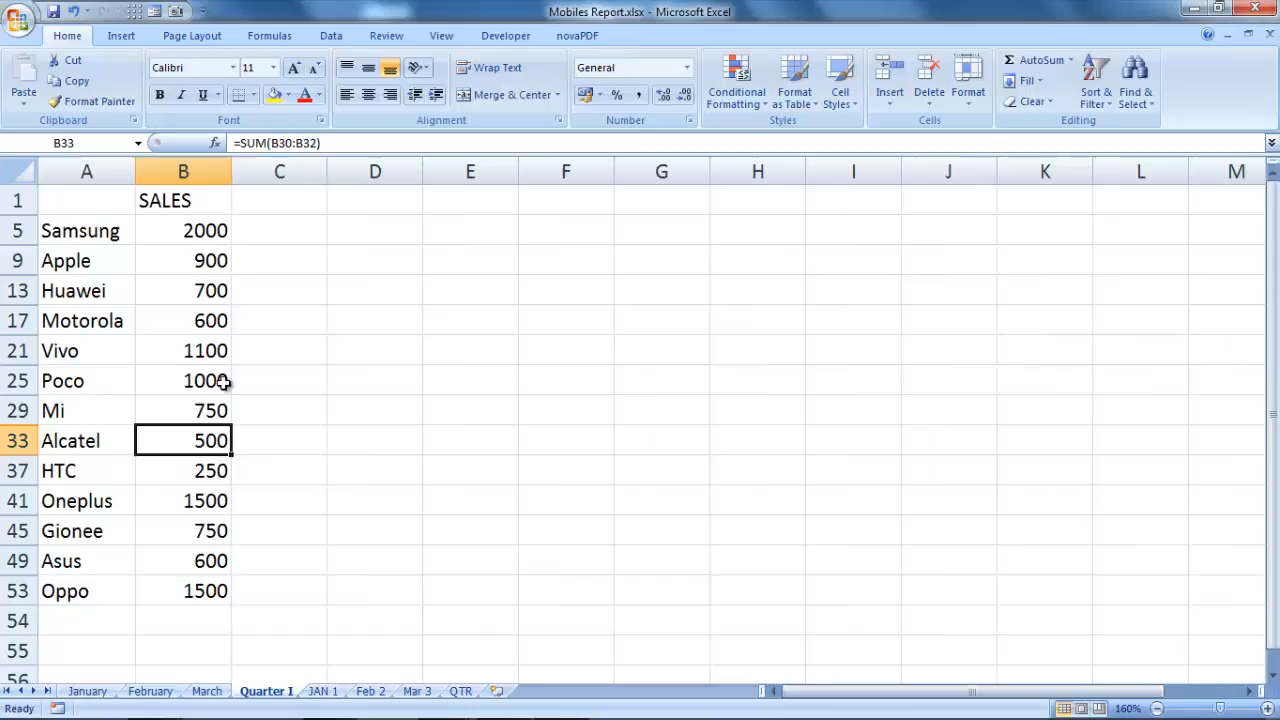 Mobiles Report.xlsx - Microsoft Excel
Home Insert Page Layout Formulas Data Review View Developer novaPDF
Paste Cut Copy Format Painter Clipboard
Calibri 11 B I U A Font
Wrap Text Merge & Center Alignment
General % , Number
Conditional Formatting Format as Table Cell Styles Styles
Insert Delete Format Cells
Σ AutoSum Fill Clear Sort & Filter Find & Select Editing
B33 fx =SUM(B30:B32)
A B C D E F G H I J K L M
1 SALES
5 Samsung 2000
9 Apple 900
13 Huawei 700
17 Motorola 600
21 Vivo 1100
25 Poco 1000
29 Mi 750
33 Alcatel 500
37 HTC 250
41 Oneplus 1500
45 Gionee 750
49 Asus 600
53 Oppo 1500
54
55
56
January February March Quarter I JAN 1 Feb 2 Mar 3 QTR
Ready 160%